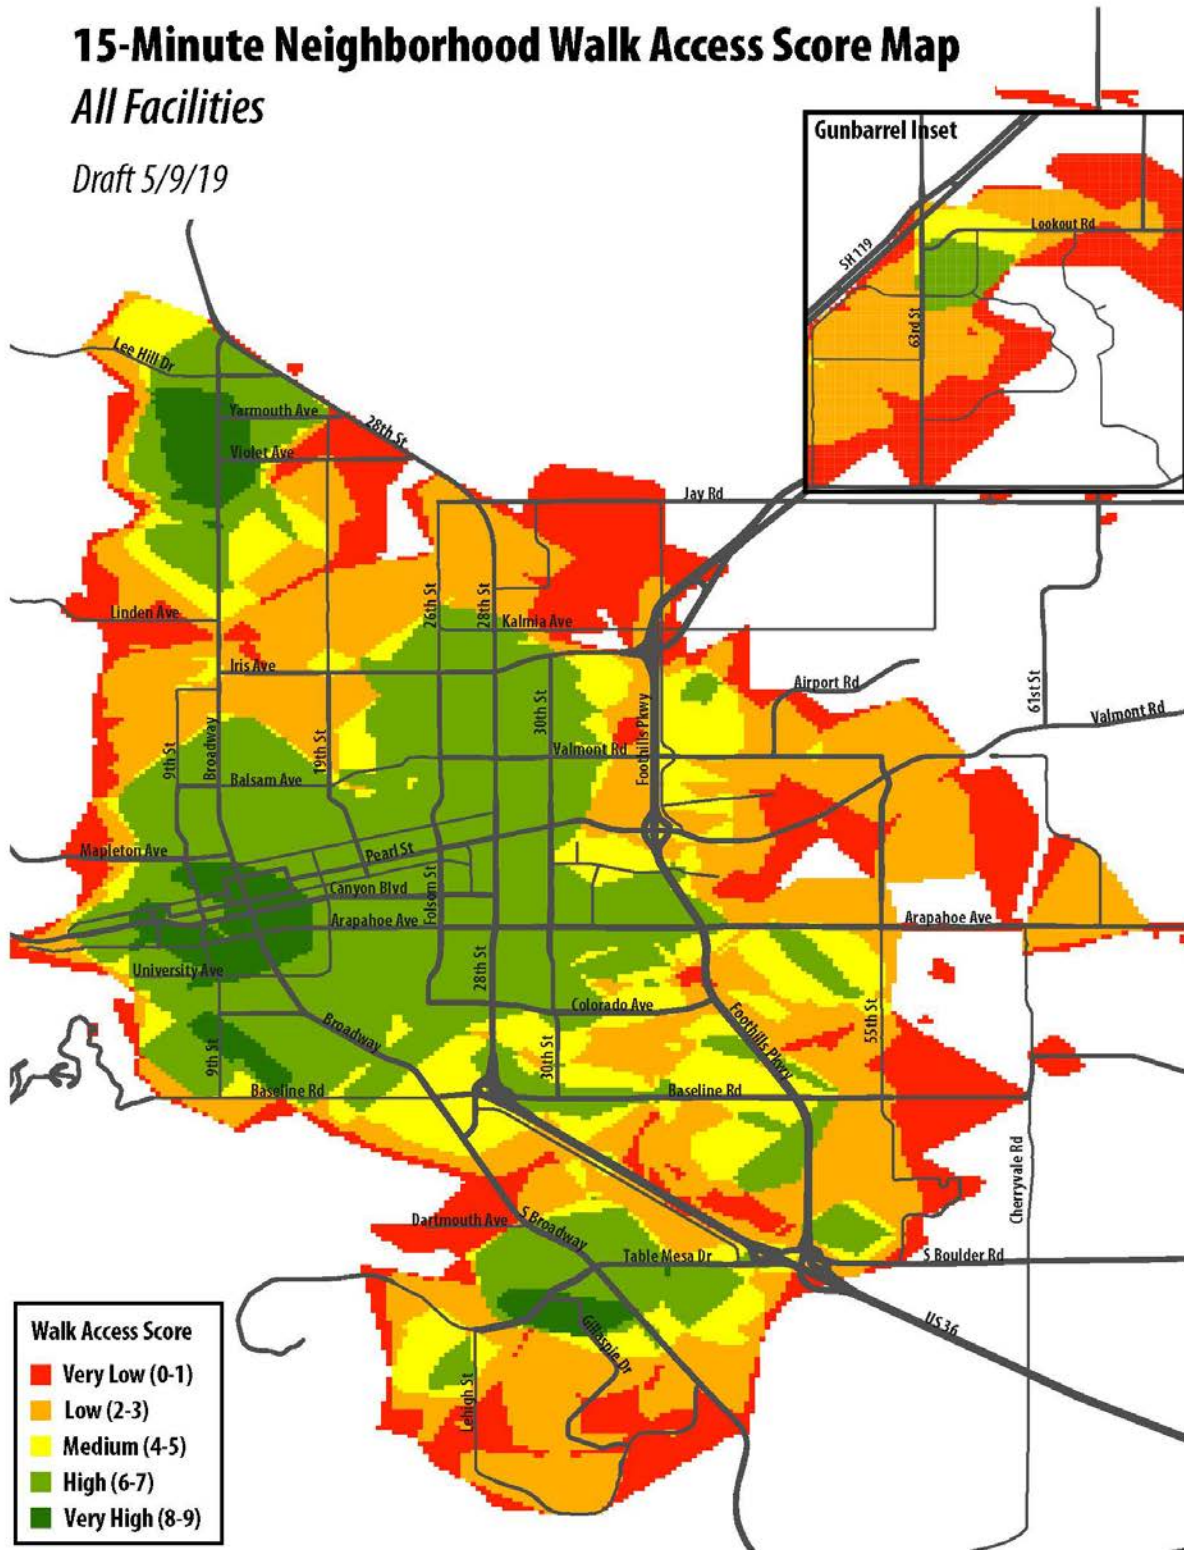 15-Minute Neighborhood Walk Access Score Map
All Facilities
Draft 5/9/19
Gunbarrel Inset
Lookout Rd
SH 119
63rd St
Lee Hill Dr
Yarmouth Ave
28th St
Violet Ave
Jay Rd
26th St
28th St
Linden Ave
Kalmia Ave
Iris Ave
Airport Rd
61st St
Valmont Rd
30th St
Foothills Pkwy
9th St
Broadway
19th St
Valmont Rd
Balsam Ave
Mapleton Ave
Pearl St
Canyon Blvd
Folsom St
Arapahoe Ave
Arapahoe Ave
University Ave
28th St
Colorado Ave
Foothills Pkwy
55th St
Broadway
9th St
30th St
Baseline Rd
Baseline Rd
Cherryvale Rd
Dartmouth Ave
S Broadway
Table Mesa Dr
S Boulder Rd
US 36
Gillaspie Dr
Lehigh St
Walk Access Score
Very Low (0-1)
Low (2-3)
Medium (4-5)
High (6-7)
Very High (8-9)